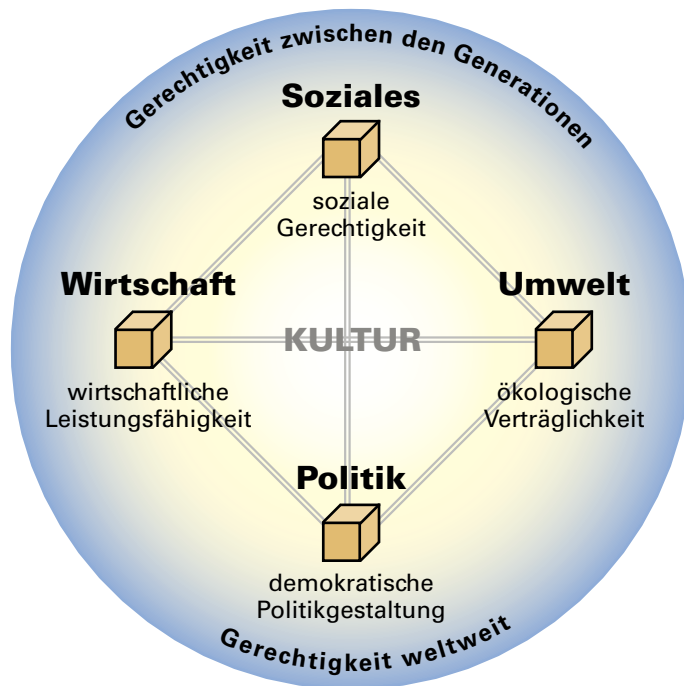 Gerechtigkeit zwischen den Generationen
Soziales
soziale
Gerechtigkeit
Wirtschaft
wirtschaftliche
Leistungsfähigkeit
Umwelt
ökologische
Verträglichkeit
KULTUR
Politik
demokratische
Politikgestaltung
Gerechtigkeit weltweit